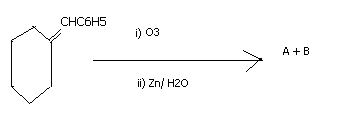 CHC6H5
i) O3
A + B
ii) Zn/ H2O